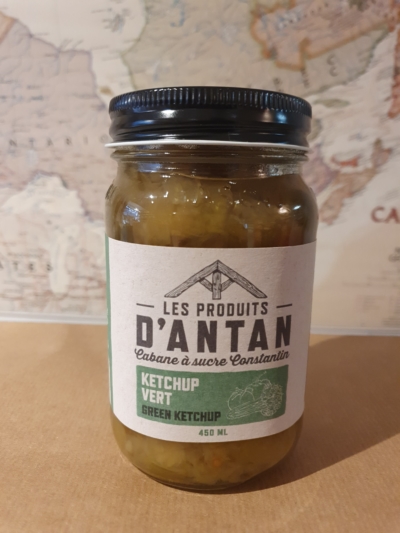 LES PRODUITS
D'ANTAN
Cabane à sucre Constantin
KETCHUP
VERT
GREEN KETCHUP
450 ML